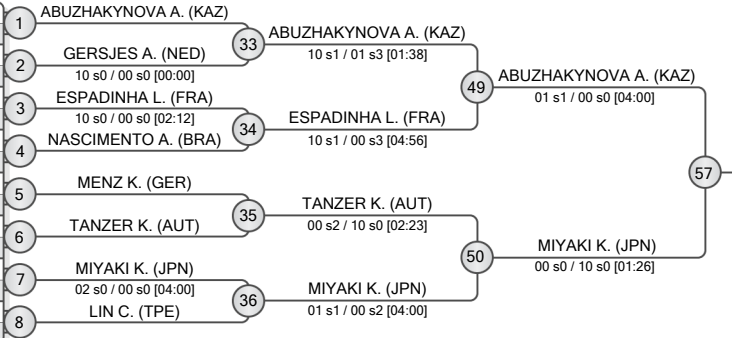 1
ABUZHAKYNOVA A. (KAZ)
2
GERSJES A. (NED)
10 s0 / 00 s0 [00:00]
3
ESPADINHA L. (FRA)
10 s0 / 00 s0 [02:12]
4
NASCIMENTO A. (BRA)
5
MENZ K. (GER)
6
TANZER K. (AUT)
7
MIYAKI K. (JPN)
02 s0 / 00 s0 [04:00]
8
LIN C. (TPE)
33
ABUZHAKYNOVA A. (KAZ)
10 s1 / 01 s3 [01:38]
34
ESPADINHA L. (FRA)
10 s1 / 00 s3 [04:56]
35
TANZER K. (AUT)
00 s2 / 10 s0 [02:23]
36
MIYAKI K. (JPN)
01 s1 / 00 s2 [04:00]
49
ABUZHAKYNOVA A. (KAZ)
01 s1 / 00 s0 [04:00]
50
MIYAKI K. (JPN)
00 s0 / 10 s0 [01:26]
57